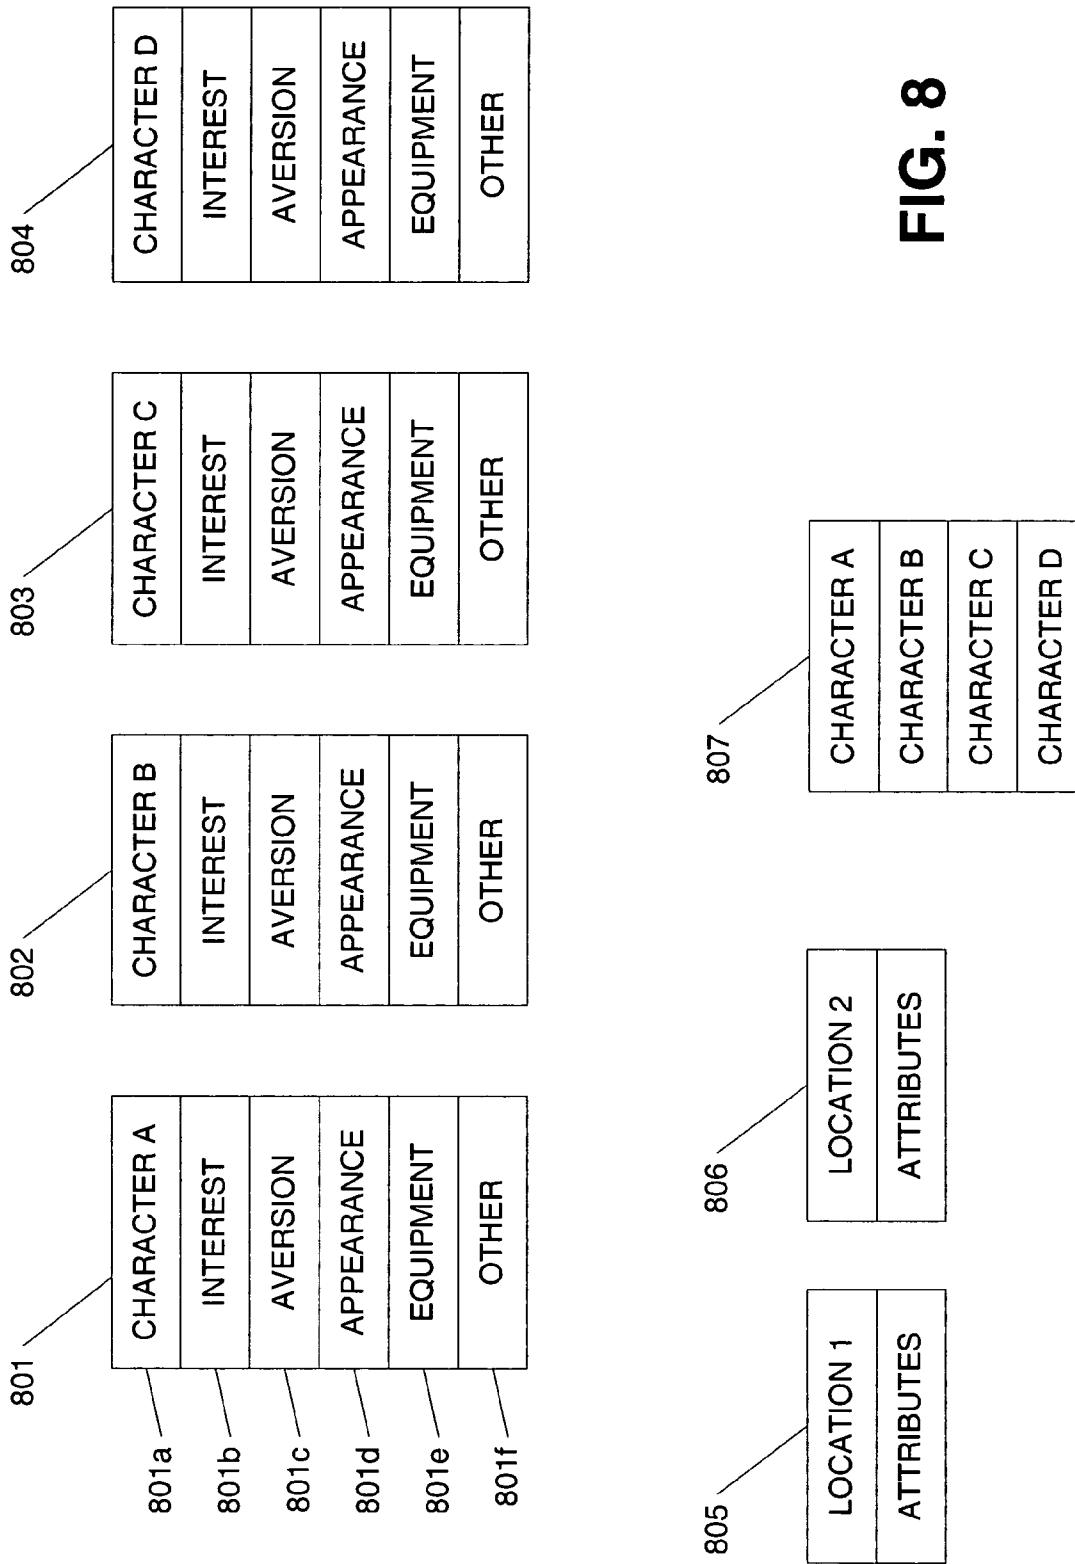 801
802
803
804
801a
801b
801c
801d
801e
801f
CHARACTER A
INTEREST
AVERSION
APPEARANCE
EQUIPMENT
OTHER
CHARACTER B
INTEREST
AVERSION
APPEARANCE
EQUIPMENT
OTHER
CHARACTER C
INTEREST
AVERSION
APPEARANCE
EQUIPMENT
OTHER
CHARACTER D
INTEREST
AVERSION
APPEARANCE
EQUIPMENT
OTHER
805
LOCATION 1
ATTRIBUTES
806
LOCATION 2
ATTRIBUTES
807
CHARACTER A
CHARACTER B
CHARACTER C
CHARACTER D
FIG. 8